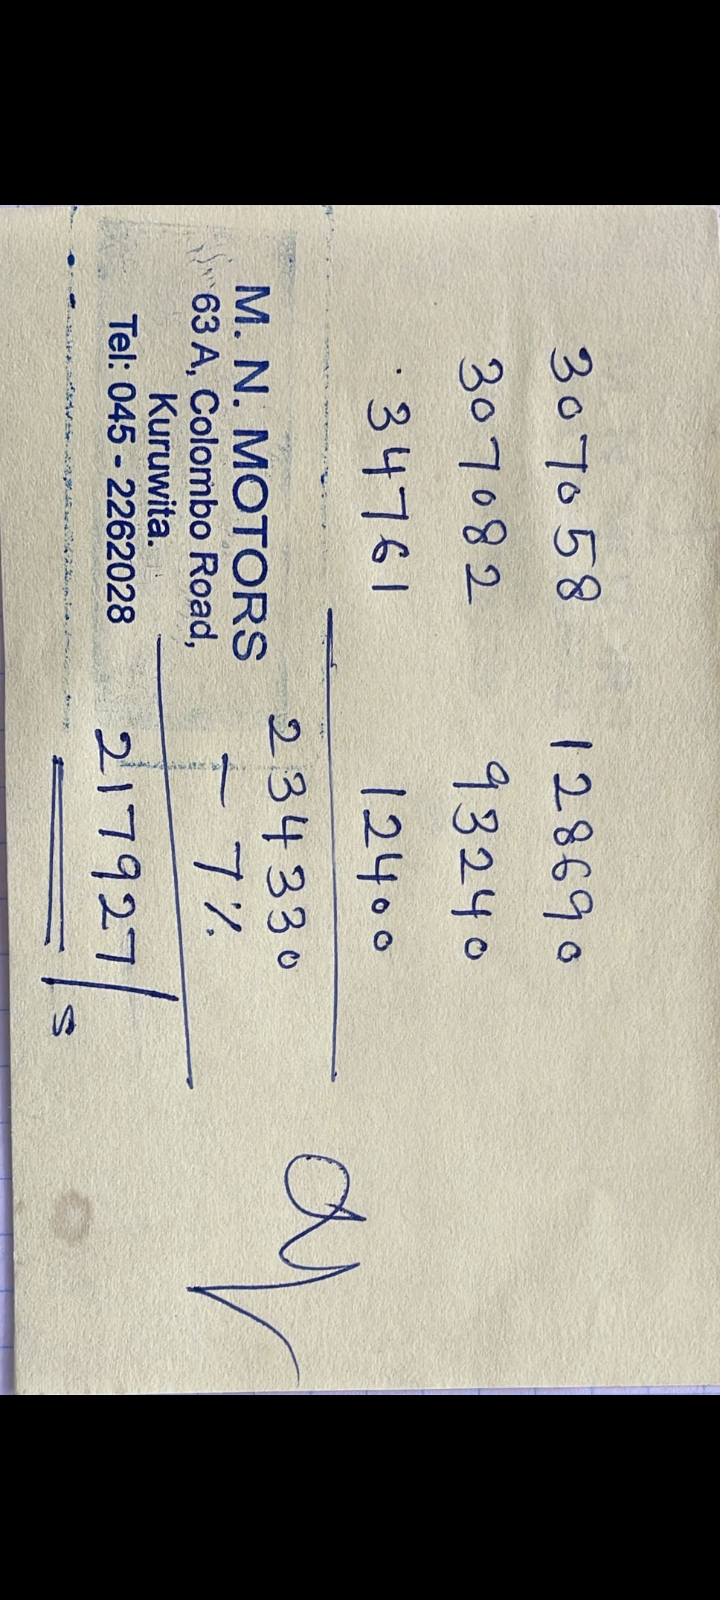 307058 128690
307082 93240
34761 12400
234330
- 7%
217927/s
M. N. MOTORS
63 A, Colombo Road,
Kuruwita.
Tel: 045 - 2262028